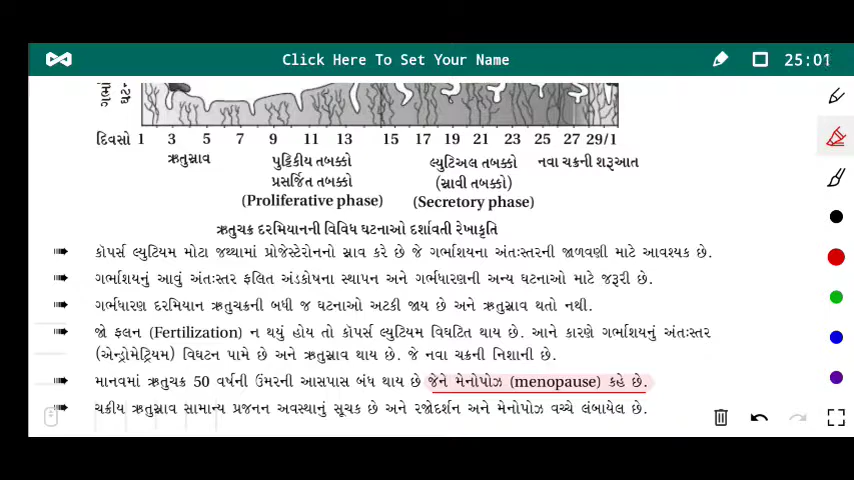 Click Here To Set Your Name
25:01
ગર્ભા
ઘટન
દિવસો 1 3 5 7 9 11 13 15 17 19 21 23 25 27 29/1
ઋતુસ્રાવ પુટ્ટિકીય તબક્કો લ્યુટિઅલ તબક્કો નવા ચક્રની શરૂઆત
પ્રસર્જિત તબક્કો (સ્રાવી તબક્કો)
(Proliferative phase) (Secretory phase)
ઋતુચક્ર દરમિયાનની વિવિધ ઘટનાઓ દર્શાવતી રેખાકૃતિ
કૉપર્સ લ્યુટિયમ મોટા જથ્થામાં પ્રોજેસ્ટેરોનનો સ્રાવ કરે છે જે ગર્ભાશયના અંતઃસ્તરની જાળવણી માટે આવશ્યક છે.
ગર્ભાશયનું આવું અંતઃસ્તર ફલિત અંડકોષના સ્થાપન અને ગર્ભધારણની અન્ય ઘટનાઓ માટે જરૂરી છે.
ગર્ભધારણ દરમિયાન ઋતુચક્રની બધી જ ઘટનાઓ અટકી જાય છે અને ઋતુસ્રાવ થતો નથી.
જો ફલન (Fertilization) ન થયું હોય તો કૉપર્સ લ્યુટિયમ વિઘટિત થાય છે. આને કારણે ગર્ભાશયનું અંતઃસ્તર
(એન્ડ્રોમેટ્રિયમ) વિઘટન પામે છે અને ઋતુસ્રાવ થાય છે. જે નવા ચક્રની નિશાની છે.
માનવમાં ઋતુચક્ર 50 વર્ષની ઉંમરની આસપાસ બંધ થાય છે જેને મેનોપોઝ (menopause) કહે છે.
ચક્રીય ઋતુસ્રાવ સામાન્ય પ્રજનન અવસ્થાનું સૂચક છે અને રજોદર્શન અને મેનોપોઝ વચ્ચે લંબાયેલ છે.